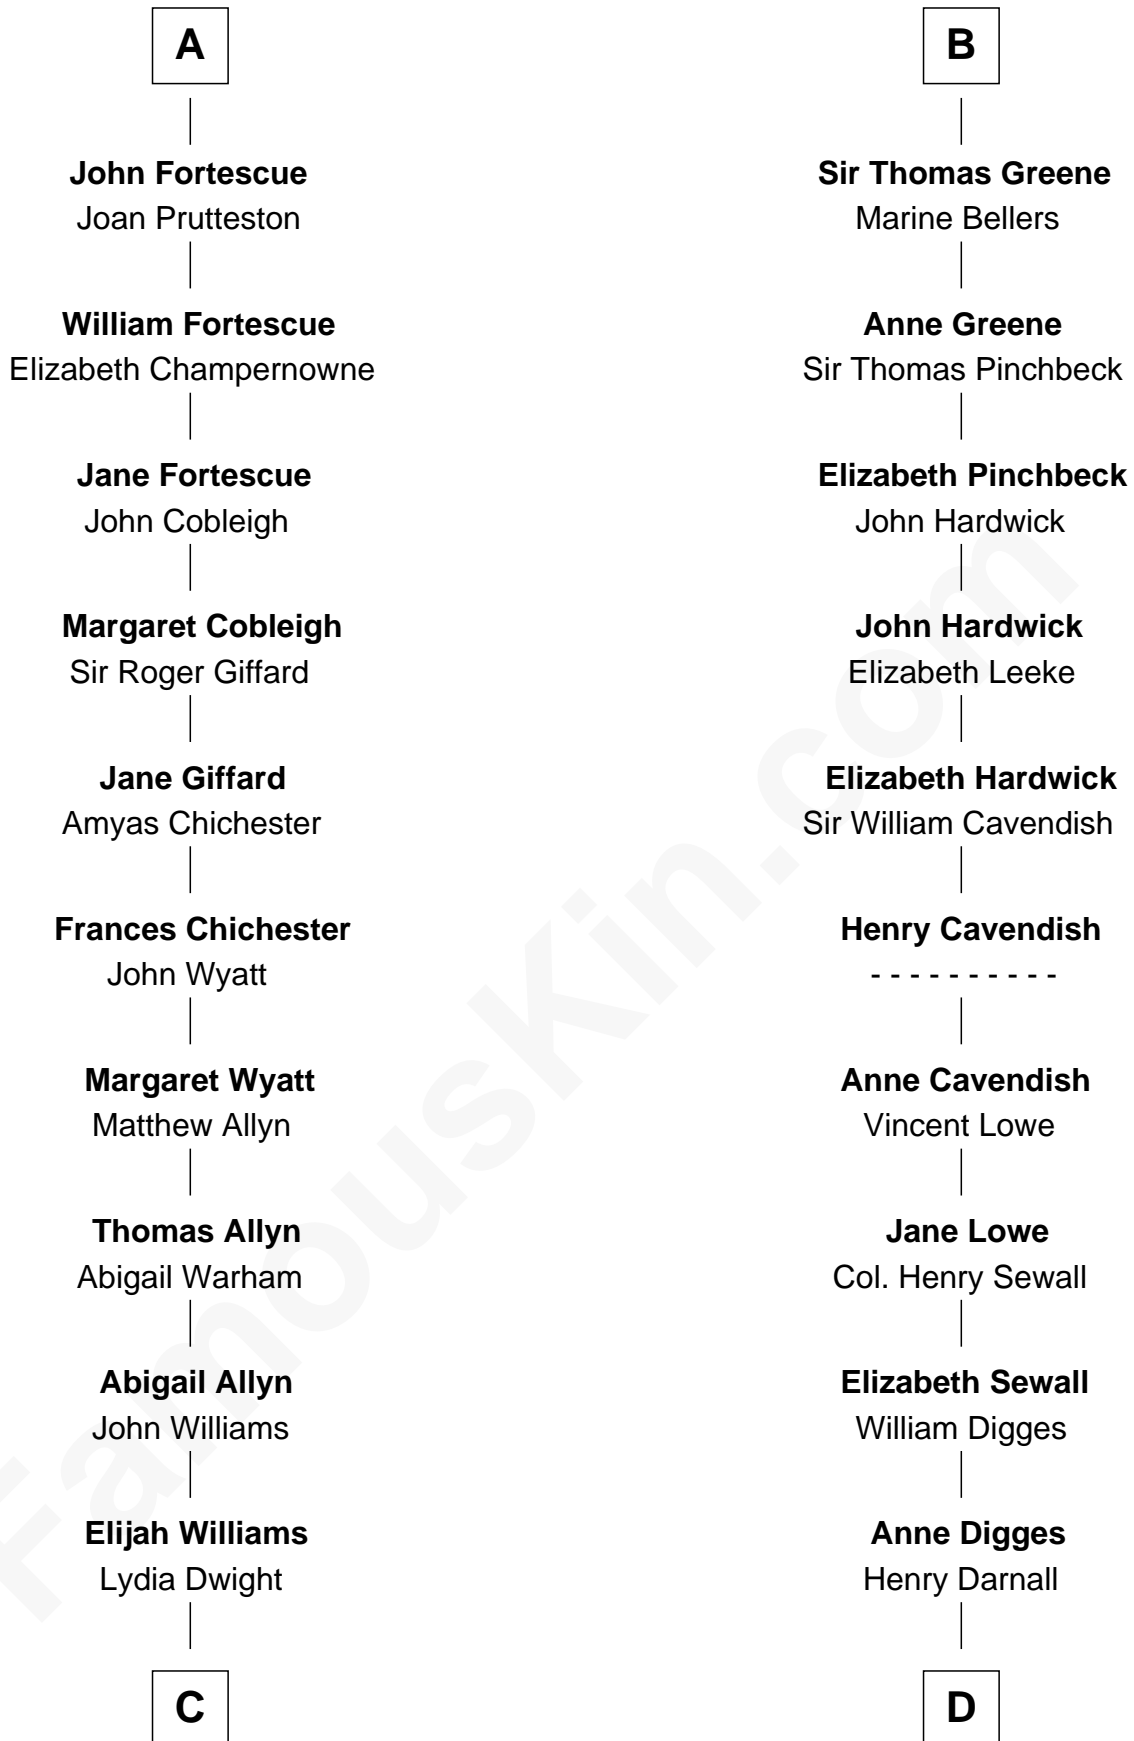 A
John Fortescue
Joan Prutteston
William Fortescue
Elizabeth Champernowne
Jane Fortescue
John Cobleigh
Margaret Cobleigh
Sir Roger Giffard
Jane Giffard
Amyas Chichester
Frances Chichester
John Wyatt
Margaret Wyatt
Matthew Allyn
Thomas Allyn
Abigail Warham
Abigail Allyn
John Williams
Elijah Williams
Lydia Dwight
C
B
Sir Thomas Greene
Marine Bellers
Anne Greene
Sir Thomas Pinchbeck
Elizabeth Pinchbeck
John Hardwick
John Hardwick
Elizabeth Leeke
Elizabeth Hardwick
Sir William Cavendish
Henry Cavendish
- - - - - - - - - -
Anne Cavendish
Vincent Lowe
Jane Lowe
Col. Henry Sewall
Elizabeth Sewall
William Digges
Anne Digges
Henry Darnall
D
FamousKin.com